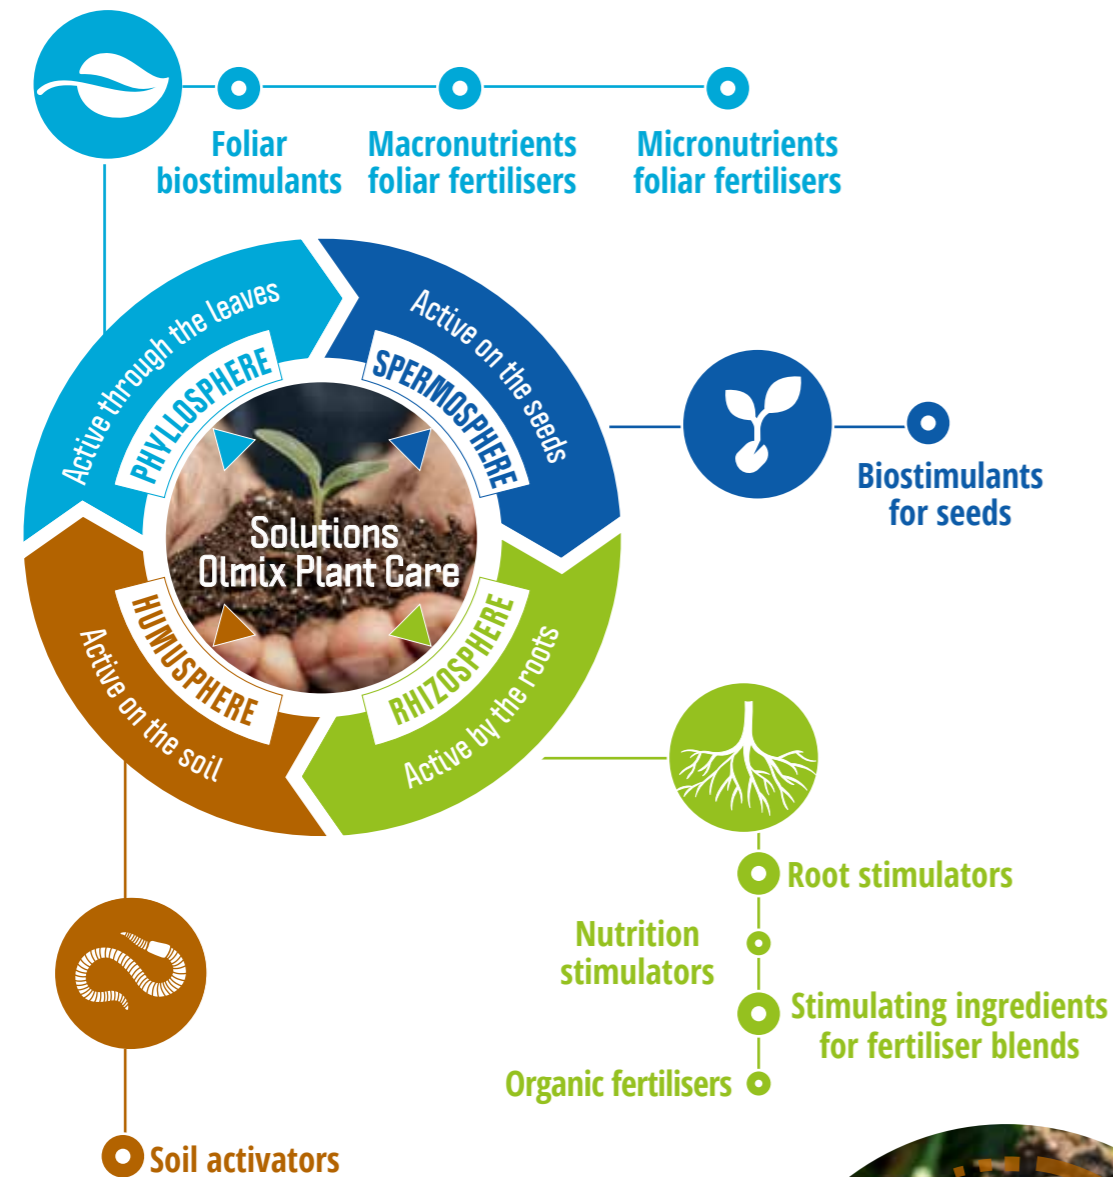 Foliar
biostimulants
Macronutrients
foliar fertilisers
Micronutrients
foliar fertilisers
Active through the leaves
PHYLLOSPHERE
Active on the seeds
SPERMOSPHERE
Biostimulants
for seeds
Solutions
Olmix Plant Care
HUMUSPHERE
Active on the soil
RHIZOSPHERE
Active by the roots
Root stimulators
Nutrition
stimulators
Stimulating ingredients
for fertiliser blends
Organic fertilisers
Soil activators